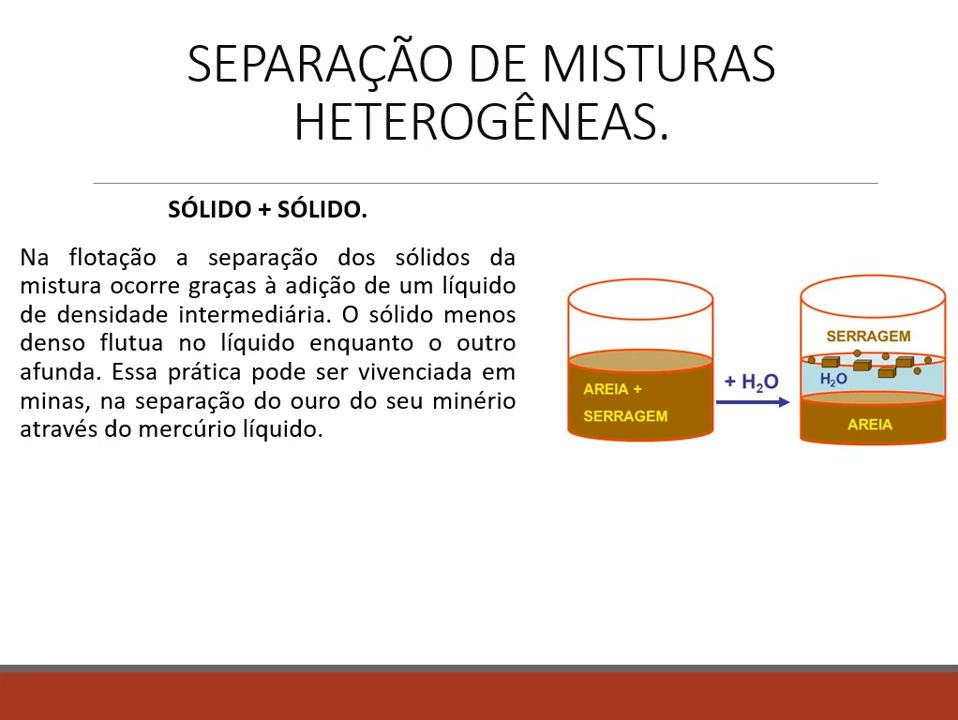 SEPARAÇÃO DE MISTURAS
HETEROGÊNEAS.
SÓLIDO + SÓLIDO.
Na flotação a separação dos sólidos da
mistura ocorre graças à adição de um líquido
de densidade intermediária. O sólido menos
denso flutua no líquido enquanto o outro
afunda. Essa prática pode ser vivenciada em
minas, na separação do ouro do seu minério
através do mercúrio líquido.
AREIA +
SERRAGEM
+ H₂O
SERRAGEM
H₂O
AREIA